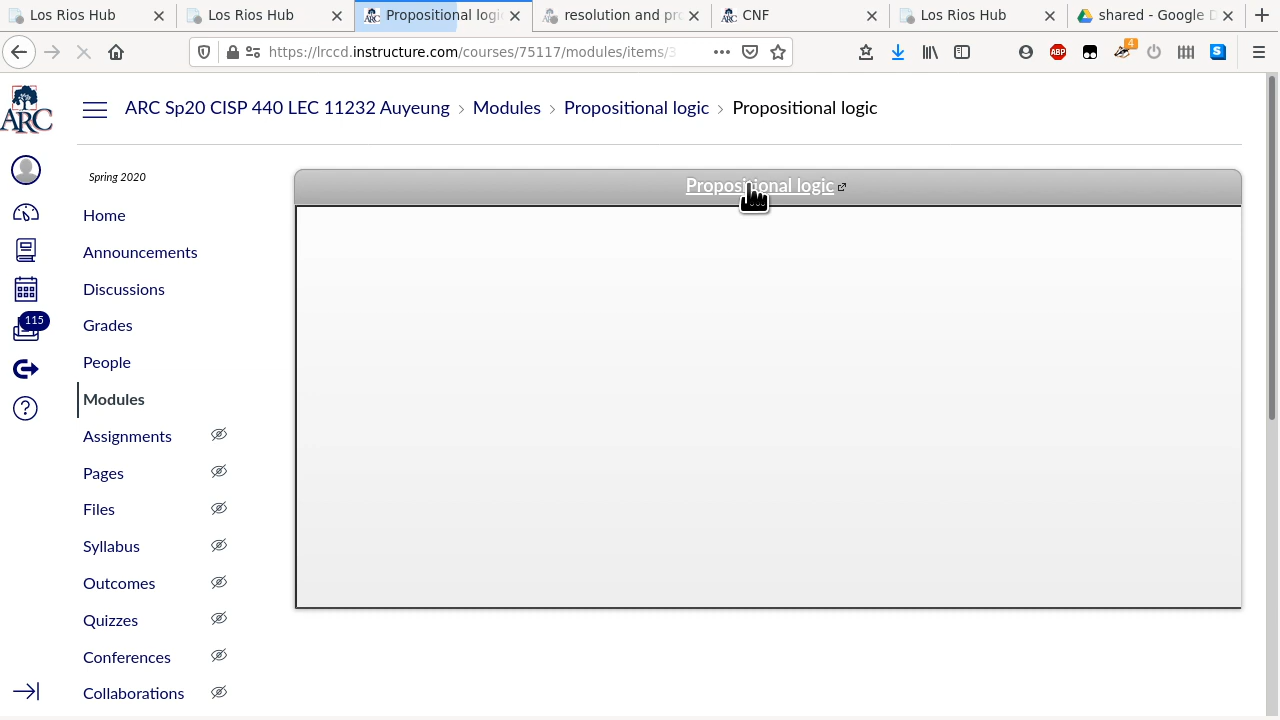 Los Rios Hub
Los Rios Hub
Propositional logi
resolution and pro
CNF
Los Rios Hub
shared - Google D
https://lrccd.instructure.com/courses/75117/modules/items/3
ABP
4
S
ARC
ARC Sp20 CISP 440 LEC 11232 Auyeung › Modules › Propositional logic › Propositional logic
Spring 2020
Propositional logic
Home
Announcements
Discussions
Grades
115
People
Modules
Assignments
Pages
Files
Syllabus
Outcomes
Quizzes
Conferences
Collaborations